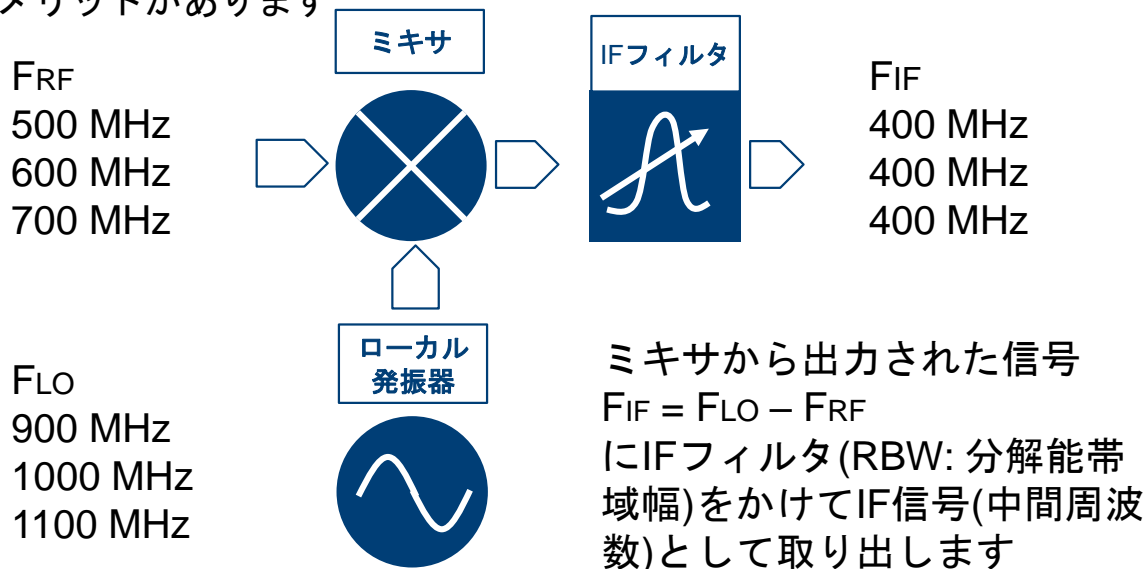 メリットがあります
ミキサ
IFフィルタ
FRF
500 MHz
600 MHz
700 MHz
FIF
400 MHz
400 MHz
400 MHz
ローカル
発振器
FLO
900 MHz
1000 MHz
1100 MHz
ミキサから出力された信号
FIF = FLO – FRF
にIFフィルタ(RBW: 分解能帯
域幅)をかけてIF信号(中間周波
数)として取り出します